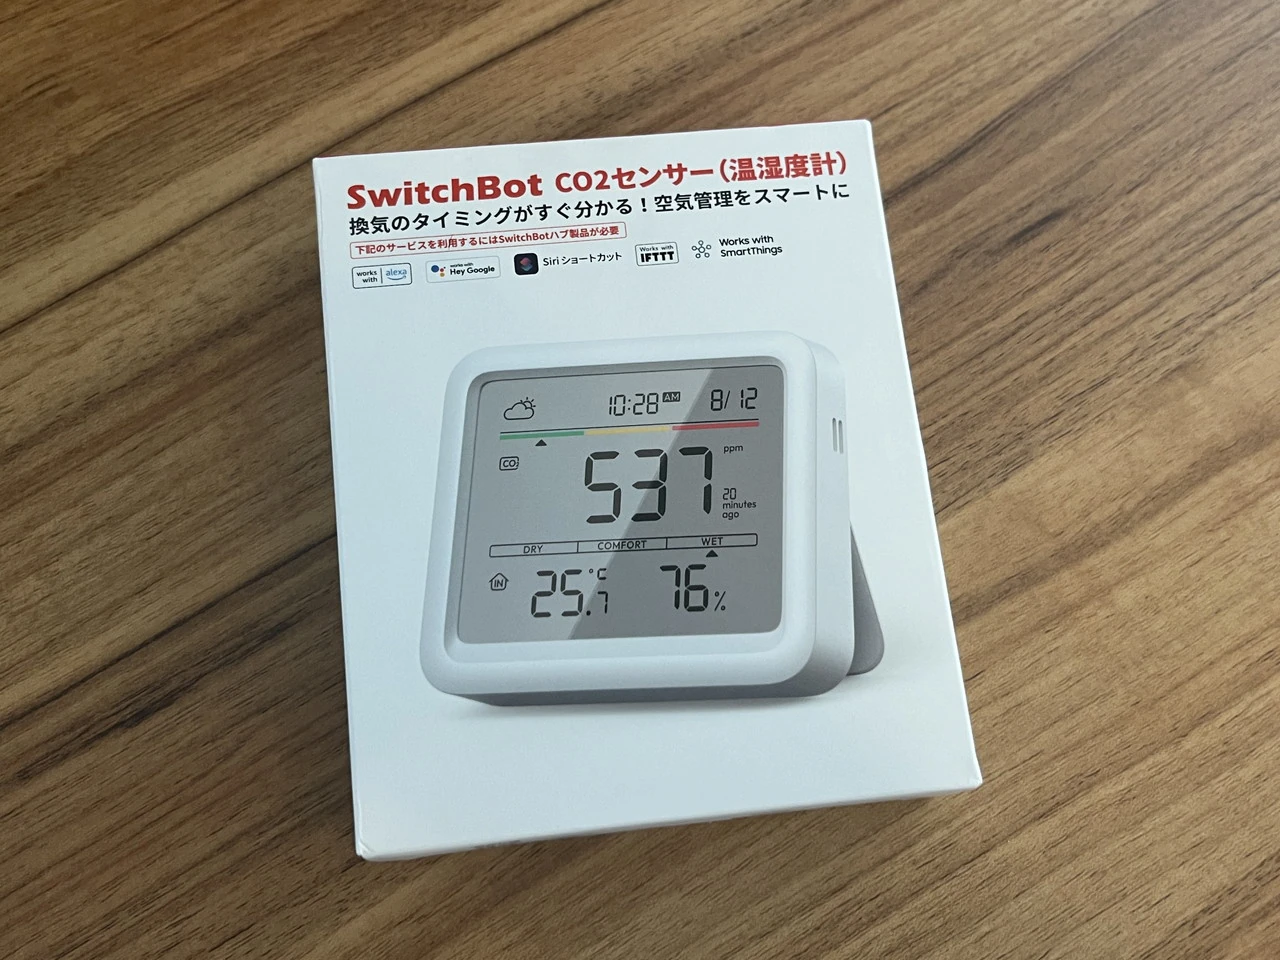 SwitchBot CO2センサー（温湿度計）
換気のタイミングがすぐ分かる！空気管理をスマートに
下記のサービスを利用するにはSwitchBotハブ製品が必要
works with alexa
works with Hey Google
Siri ショートカット
Works with IFTTT
Works with SmartThings
10:28 AM 8/12
CO2 537 ppm
20 minutes ago
DRY COMFORT WET
IN 25.7 °C 76 %